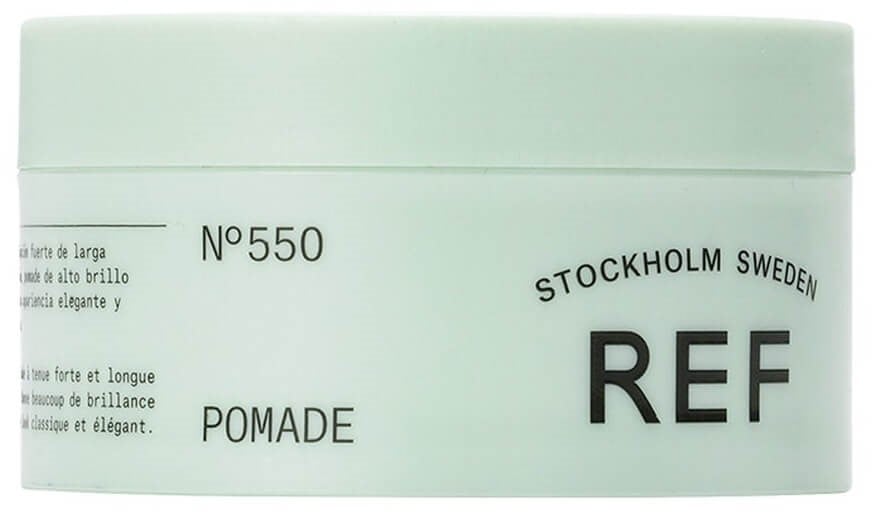 fuerte de larga
pomade de alto brillo
apariencia elegante y
à tenue forte et longue
beaucoup de brillance
classique et élégant.
Nº550
POMADE
STOCKHOLM SWEDEN
REF